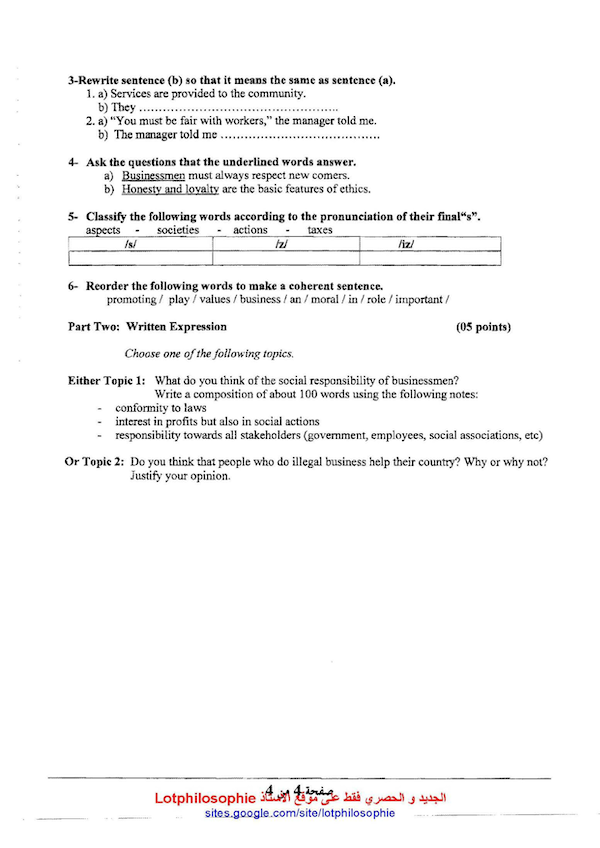 3-Rewrite sentence (b) so that it means the same as sentence (a).
1. a) Services are provided to the community.
b) They ………………………………………….
2. a) “You must be fair with workers,” the manager told me.
b) The manager told me …………………………………
4- Ask the questions that the underlined words answer.
a) Businessmen must always respect new comers.
b) Honesty and loyalty are the basic features of ethics.
5- Classify the following words according to the pronunciation of their final“s”.
aspects - societies - actions - taxes
/s/ /z/ /iz/
6- Reorder the following words to make a coherent sentence.
promoting / play / values / business / an / moral / in / role / important /
Part Two: Written Expression (05 points)
Choose one of the following topics.
Either Topic 1: What do you think of the social responsibility of businessmen?
Write a composition of about 100 words using the following notes:
- conformity to laws
- interest in profits but also in social actions
- responsibility towards all stakeholders (government, employees, social associations, etc)
Or Topic 2: Do you think that people who do illegal business help their country? Why or why not?
Justify your opinion.
صفحة 4 من 4
الجديد و الحصري فقط على موقع الأستاذ Lotphilosophie
sites.google.com/site/lotphilosophie